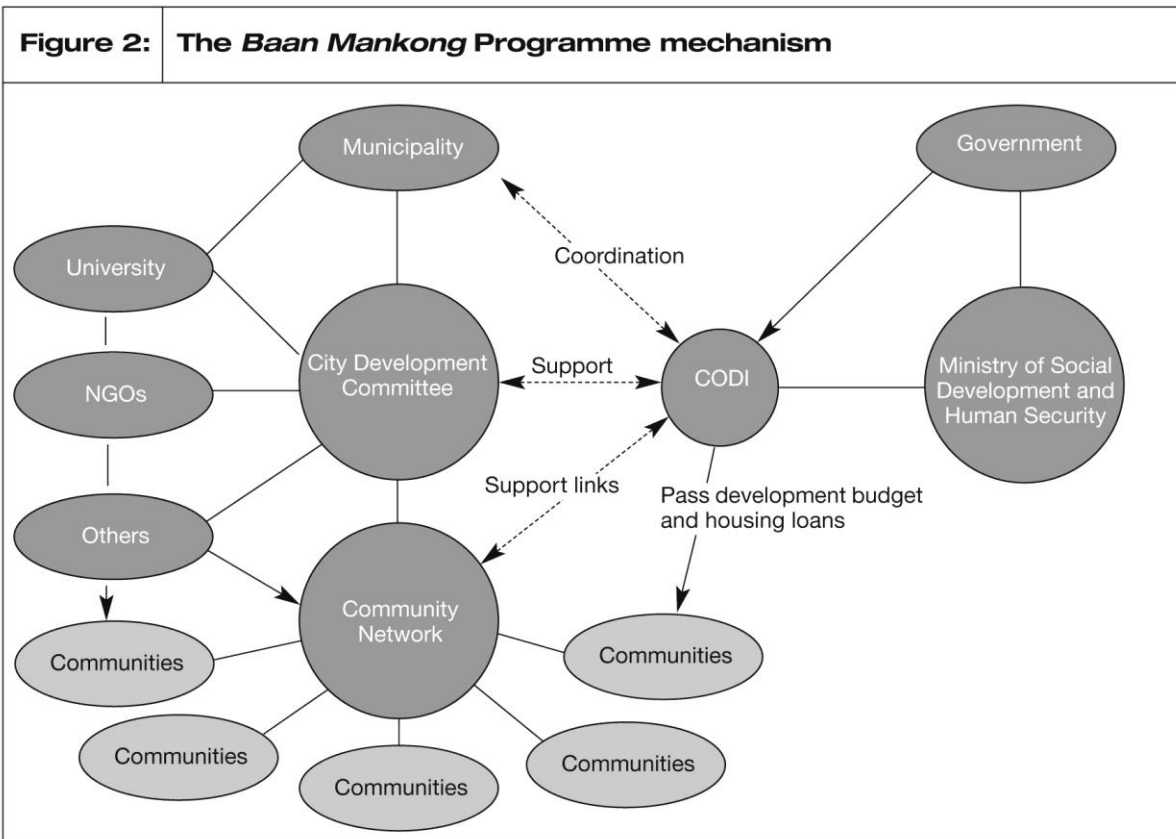 Figure 2: The Baan Mankong Programme mechanism
Municipality
Government
University
Coordination
City Development
Committee
Support
CODI
Ministry of Social
Development and
Human Security
NGOs
Support links
Pass development budget
and housing loans
Others
Community
Network
Communities
Communities
Communities
Communities
Communities